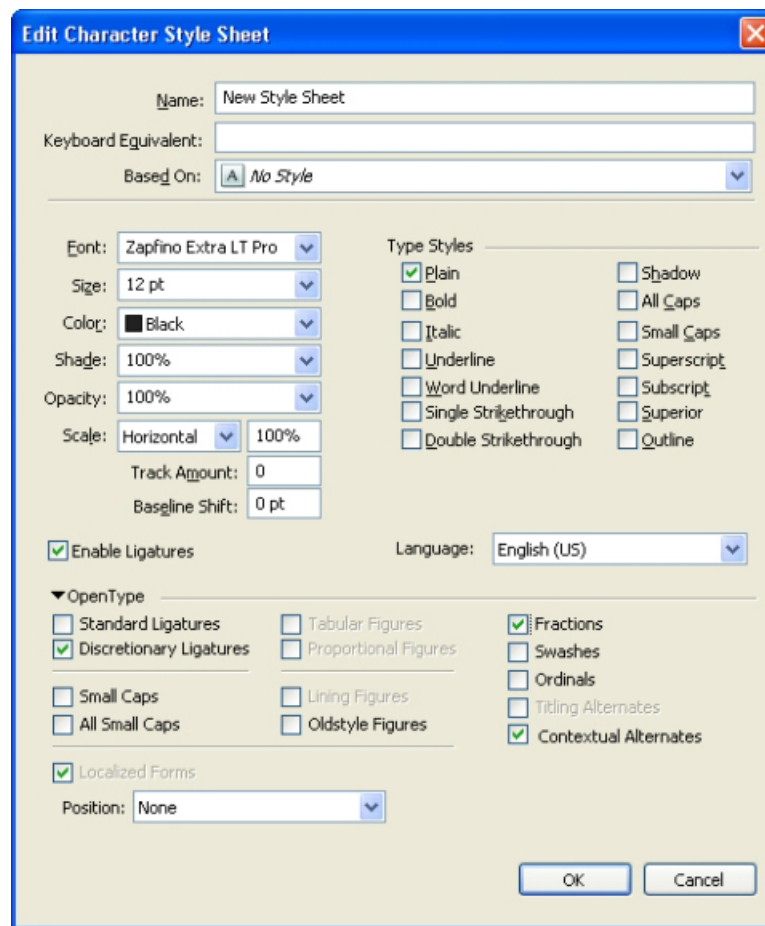 Edit Character Style Sheet
Name: New Style Sheet
Keyboard Equivalent:
Based On: A No Style
Font: Zapfino Extra LT Pro
Size: 12 pt
Color: Black
Shade: 100%
Opacity: 100%
Scale: Horizontal 100%
Track Amount: 0
Baseline Shift: 0 pt
Type Styles
Plain Shadow
Bold All Caps
Italic Small Caps
Underline Superscript
Word Underline Subscript
Single Strikethrough Superior
Double Strikethrough Outline
Enable Ligatures Language: English (US)
OpenType
Standard Ligatures Tabular Figures Fractions
Discretionary Ligatures Proportional Figures Swashes
Ordinals
Small Caps Lining Figures Titling Alternates
All Small Caps Oldstyle Figures Contextual Alternates
Localized Forms
Position: None
OK Cancel